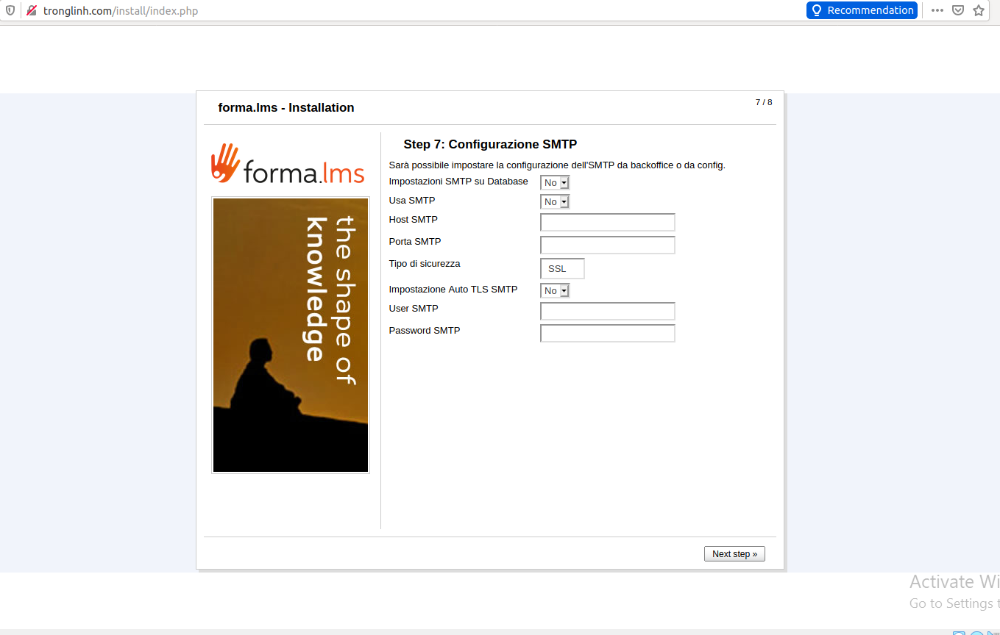 tronglinh.com/install/index.php
Recommendation
forma.lms - Installation
7 / 8
forma.lms
the shape of
knowledge
Step 7: Configurazione SMTP
Sarà possibile impostare la configurazione dell'SMTP da backoffice o da config.
Impostazioni SMTP su Database No
Usa SMTP No
Host SMTP
Porta SMTP
Tipo di sicurezza SSL
Impostazione Auto TLS SMTP No
User SMTP
Password SMTP
Next step »
Activate Wi
Go to Settings t